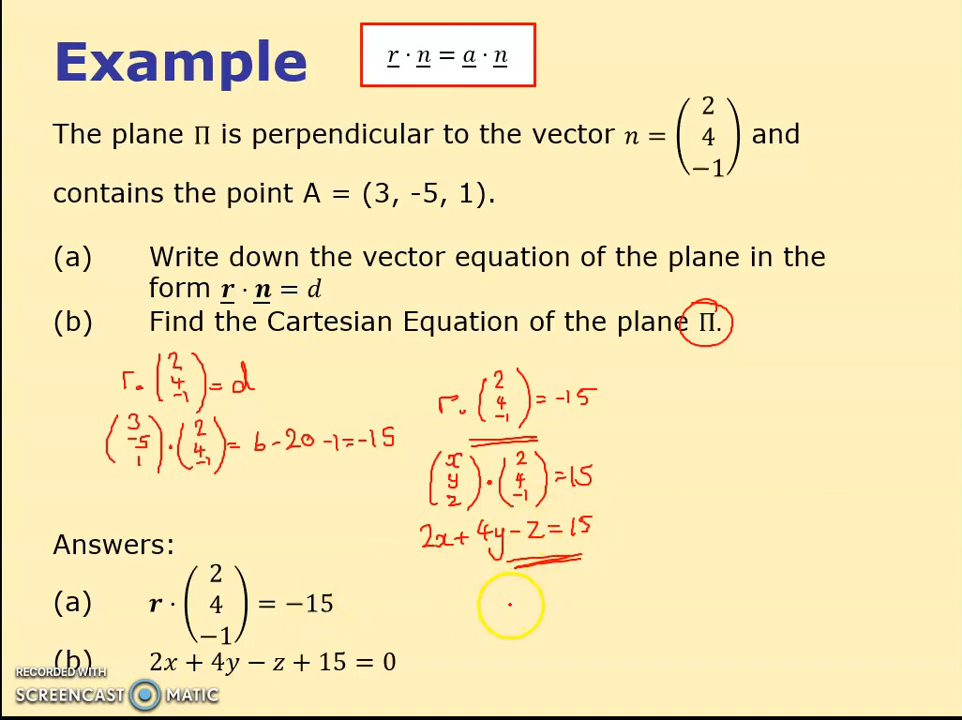 Example
r · n = a · n
The plane Π is perpendicular to the vector n = (2 4 −1) and
contains the point A = (3, -5, 1).
(a) Write down the vector equation of the plane in the
form r · n = d
(b) Find the Cartesian Equation of the plane Π.
r. (2 4 -1) = d
(3 -5 1) · (2 4 -1) = 6 - 20 - 1 = -15
r. (2 4 -1) = -15
(x y z) · (2 4 -1) = 15
2x + 4y - z = 15
Answers:
(a) r · (2 4 −1) = −15
(b) 2x + 4y − z + 15 = 0
RECORDED WITH
SCREENCAST MATIC